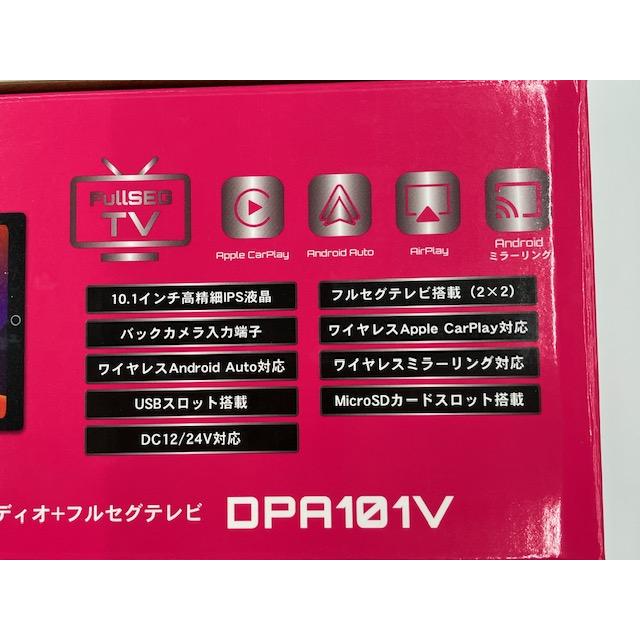 FullSEG
TV
Apple CarPlay
Android Auto
AirPlay
Android
ミラーリング
10.1インチ高精細IPS液晶
フルセグテレビ搭載（2×2）
バックカメラ入力端子
ワイヤレスApple CarPlay対応
ワイヤレスAndroid Auto対応
ワイヤレスミラーリング対応
USBスロット搭載
MicroSDカードスロット搭載
DC12/24V対応
ディオ+フルセグテレビ DPA101V